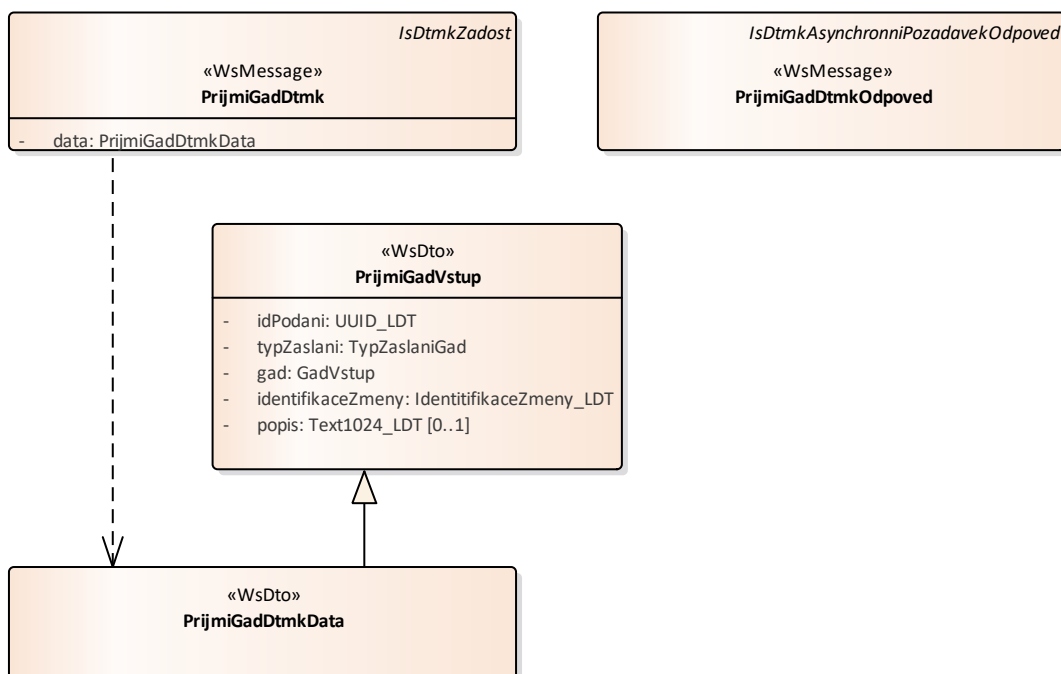 IsDtmkZadost
«WsMessage»
PrijmiGadDtmk
- data: PrijmiGadDtmkData
IsDtmkAsynchronniPozadavekOdpoved
«WsMessage»
PrijmiGadDtmkOdpoved
«WsDto»
PrijmiGadVstup
- idPodani: UUID_LDT
- typZaslani: TypZaslaniGad
- gad: GadVstup
- identifikaceZmeny: IdentitifikaceZmeny_LDT
- popis: Text1024_LDT [0..1]
«WsDto»
PrijmiGadDtmkData